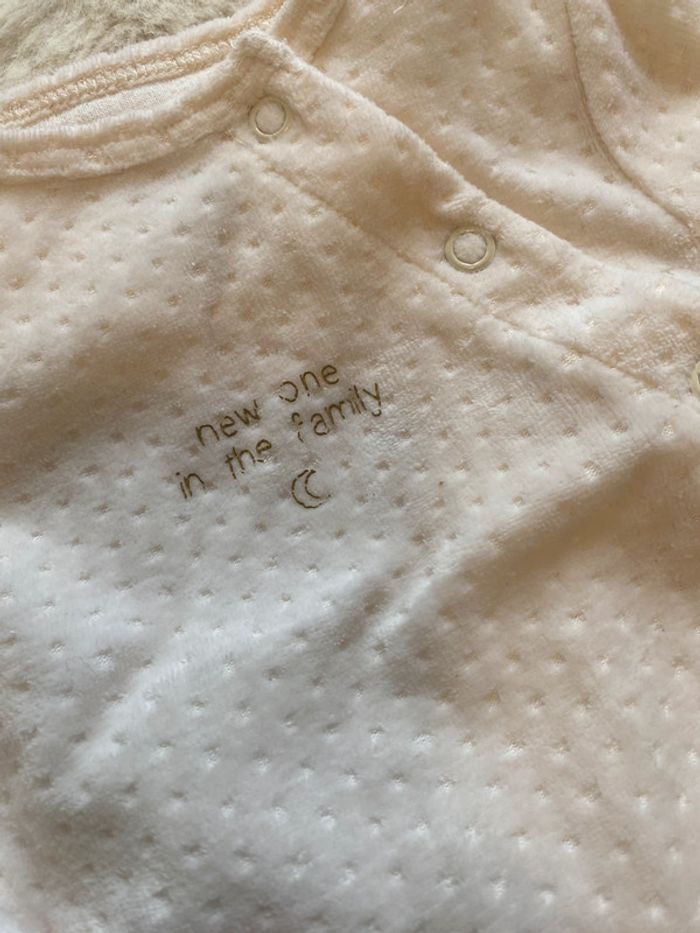 new one
in the family